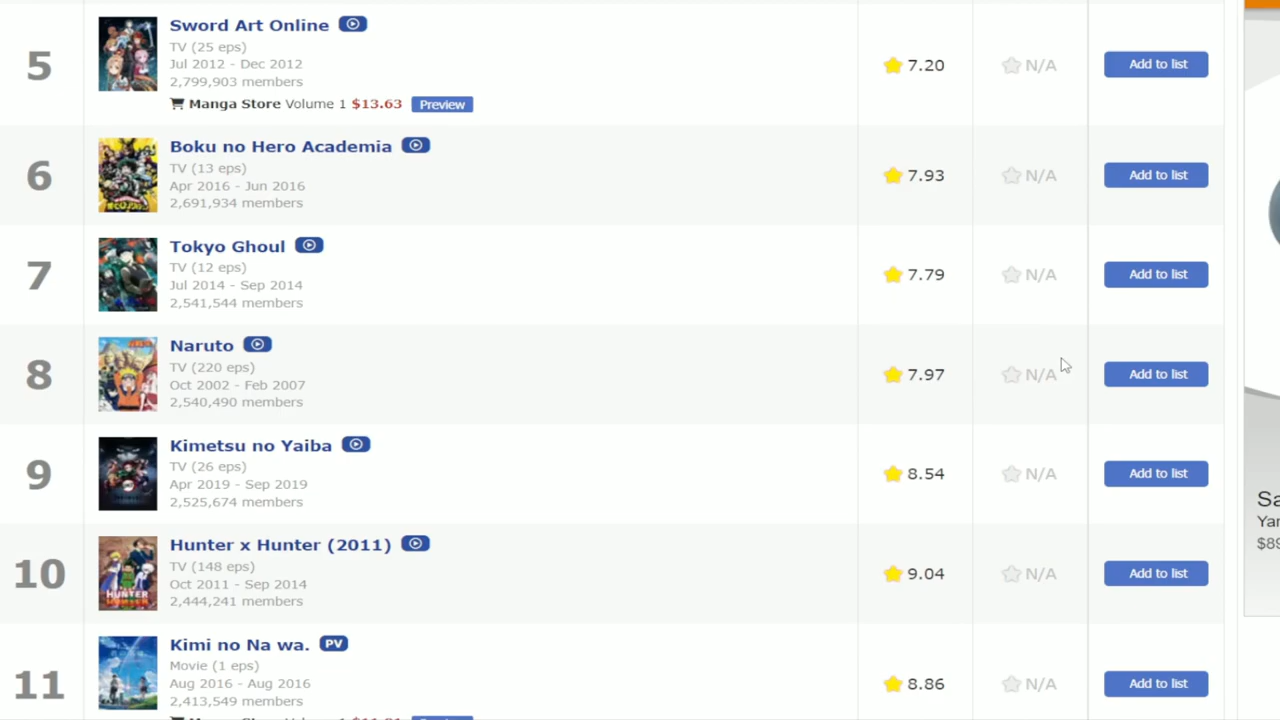 5
Sword Art Online
TV (25 eps)
Jul 2012 - Dec 2012
2,799,903 members
Manga Store Volume 1 $13.63 Preview
7.20
N/A
Add to list
6
Boku no Hero Academia
TV (13 eps)
Apr 2016 - Jun 2016
2,691,934 members
7.93
N/A
Add to list
7
Tokyo Ghoul
TV (12 eps)
Jul 2014 - Sep 2014
2,541,544 members
7.79
N/A
Add to list
8
Naruto
TV (220 eps)
Oct 2002 - Feb 2007
2,540,490 members
7.97
N/A
Add to list
9
Kimetsu no Yaiba
TV (26 eps)
Apr 2019 - Sep 2019
2,525,674 members
8.54
N/A
Add to list
10
Hunter x Hunter (2011)
TV (148 eps)
Oct 2011 - Sep 2014
2,444,241 members
9.04
N/A
Add to list
11
Kimi no Na wa. PV
Movie (1 eps)
Aug 2016 - Aug 2016
2,413,549 members
8.86
N/A
Add to list
Sa
Yar
$89